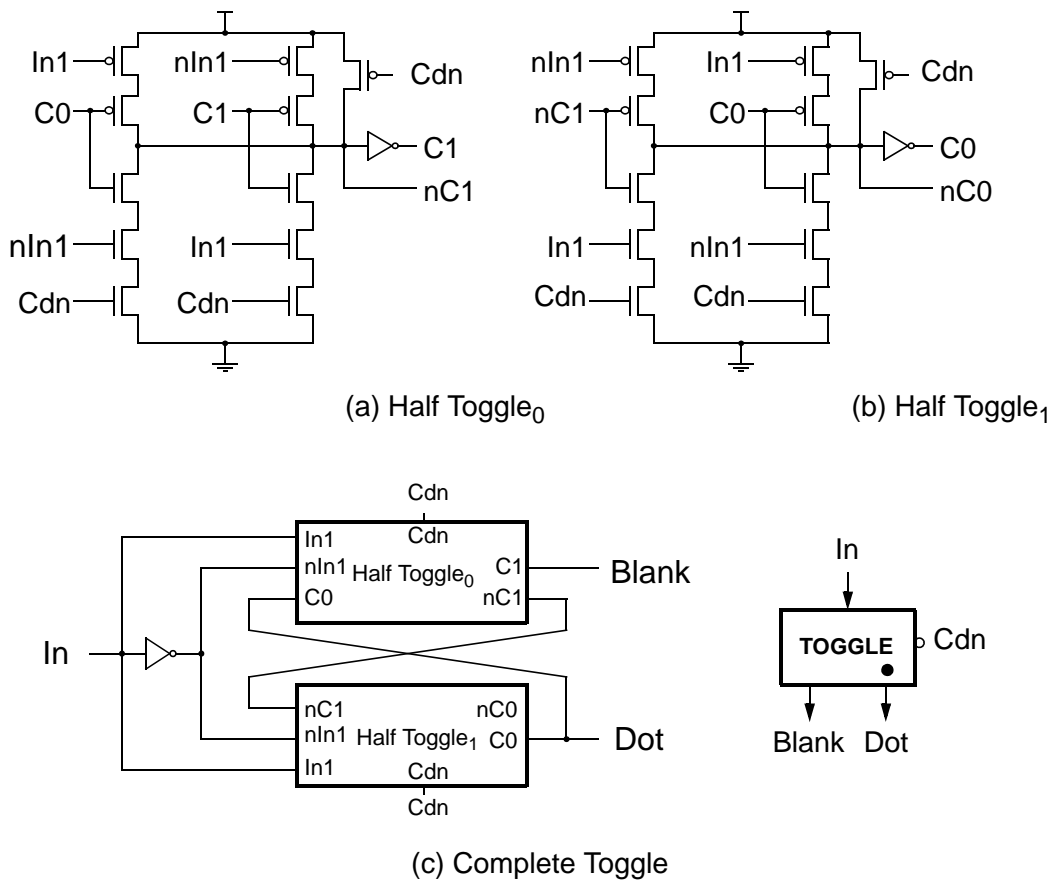 In1
nIn1
Cdn
C0
C1
C1
nC1
nIn1
In1
Cdn
Cdn
(a) Half Toggle0
nIn1
In1
Cdn
nC1
C0
C0
nC0
In1
nIn1
Cdn
Cdn
(b) Half Toggle1
Cdn
Cdn
In1
nIn1
Half Toggle0
C1
C0
nC1
Blank
In
nC1
nC0
nIn1
Half Toggle1
C0
In1
Cdn
Cdn
Dot
(c) Complete Toggle
In
TOGGLE
Cdn
Blank
Dot